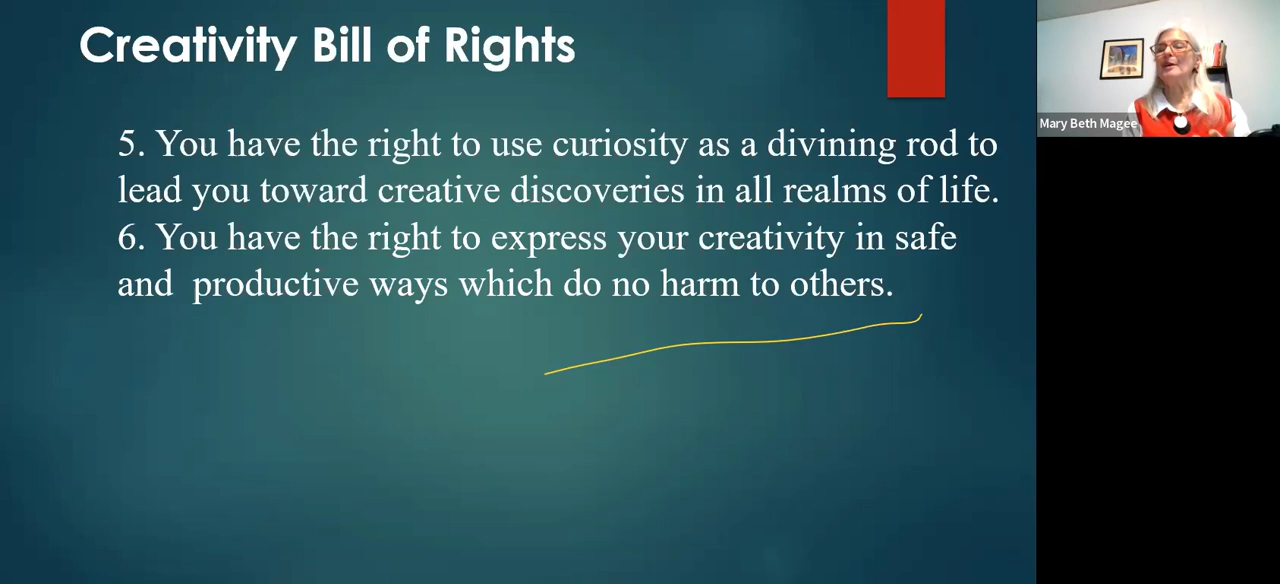 Creativity Bill of Rights
5. You have the right to use curiosity as a divining rod to
lead you toward creative discoveries in all realms of life.
6. You have the right to express your creativity in safe
and  productive ways which do no harm to others.
Mary Beth Magee